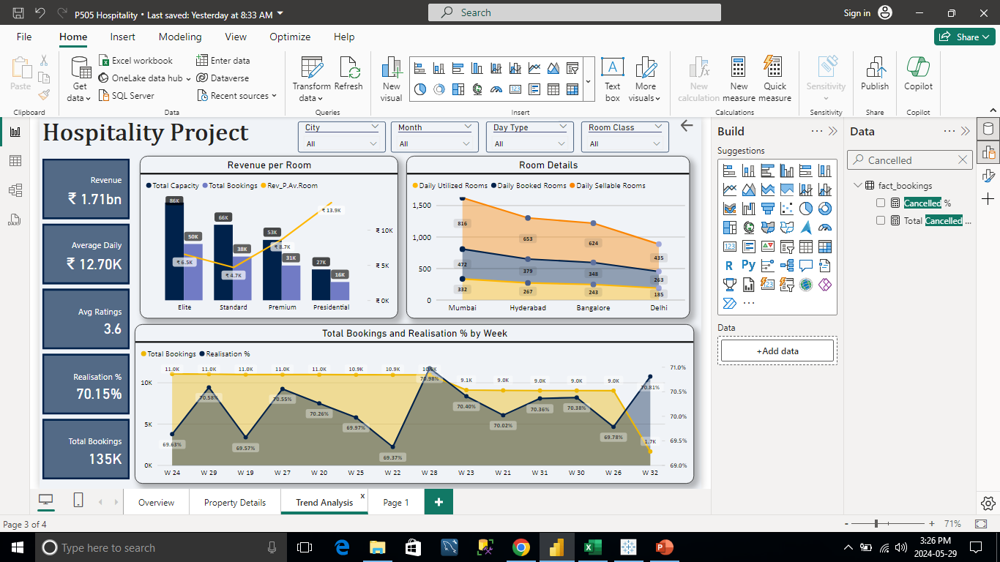 P505 Hospitality • Last saved: Yesterday at 8:33 AM
Search
Sign in
File Home Insert Modeling View Optimize Help
Share
Paste
Clipboard
Get data
Excel workbook
OneLake data hub
SQL Server
Enter data
Dataverse
Recent sources
Data
Transform data
Refresh
Queries
New visual
Text box
More visuals
Insert
New calculation
New measure
Quick measure
Calculations
Sensitivity
Sensitivity
Publish
Share
Copilot
Copilot
Hospitality Project
City
All
Month
All
Day Type
All
Room Class
All
Revenue
₹ 1.71bn
Average Daily
₹ 12.70K
Avg Ratings
3.6
Realisation %
70.15%
Total Bookings
135K
Revenue per Room
Total Capacity Total Bookings Rev_P.Av.Room
86K
66K
53K
27K
50K
38K
31K
16K
₹ 6.5K
₹ 4.7K
₹ 8.7K
₹ 13.9K
₹ 10K
₹ 5K
₹ 0K
Elite Standard Premium Presidential
Room Details
Daily Utilized Rooms Daily Booked Rooms Daily Sellable Rooms
1,500
1,000
500
0
816 653 624 435
472 379 348 263
332 267 243 185
Mumbai Hyderabad Bangalore Delhi
Total Bookings and Realisation % by Week
Total Bookings Realisation %
11.0K 11.0K 11.0K 11.0K 11.0K 10.9K 10.9K 9.1K 9.0K 9.0K 9.0K 9.0K 1.7K
10K
5K
0K
69.63% 70.58% 69.57% 70.55% 70.26% 69.97% 69.37% 70.98% 70.40% 70.02% 70.36% 70.38% 69.78% 70.81%
71.0%
70.5%
70.0%
69.5%
69.0%
W 24 W 29 W 19 W 27 W 20 W 25 W 22 W 28 W 23 W 21 W 31 W 30 W 26 W 32
Build
Suggestions
123
R Py
123
Data
+Add data
Data
Cancelled
fact_bookings
Cancelled %
Total Cancelled ...
DAX
Overview Property Details Trend Analysis x Page 1 +
Page 3 of 4
- + 71%
Type here to search
3:26 PM
2024-05-29